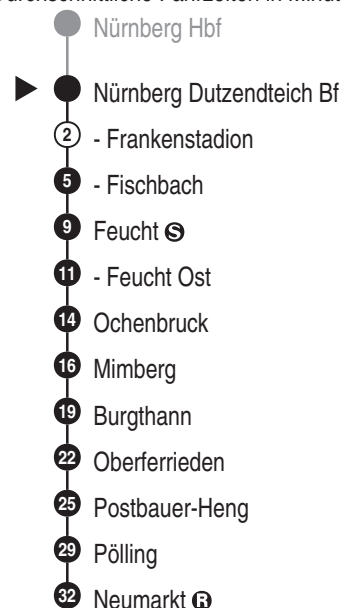 Nürnberg Hbf
Nürnberg Dutzendteich Bf
2 - Frankenstadion
5 - Fischbach
9 Feucht S
11 - Feucht Ost
14 Ochenbruck
16 Mimberg
19 Burgthann
22 Oberferrieden
25 Postbauer-Heng
29 Pölling
32 Neumarkt R